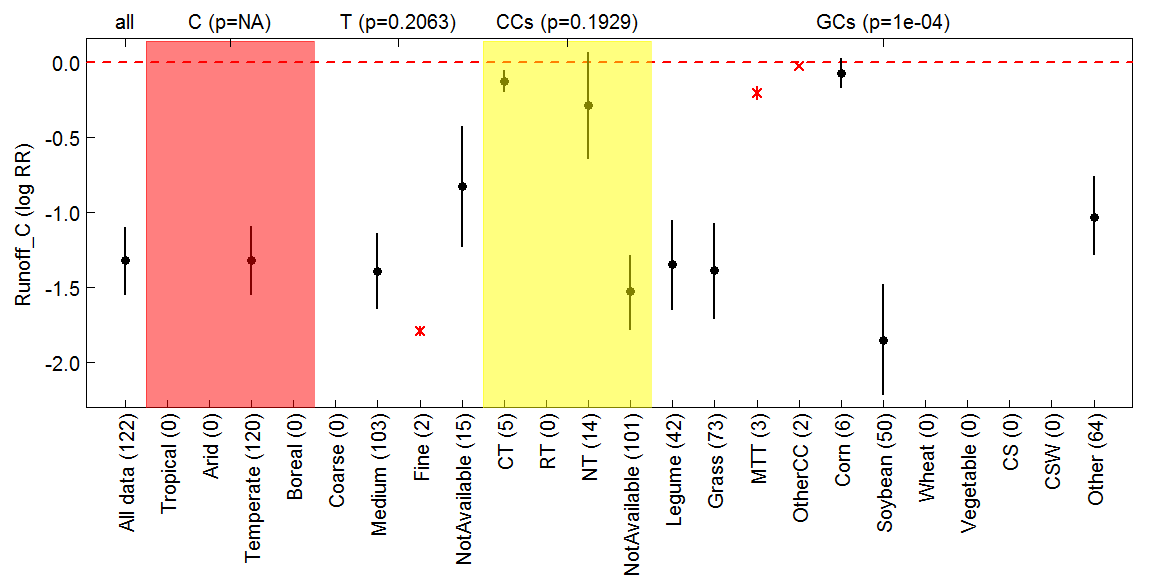 all
C (p=NA)
T (p=0.2063)
CCs (p=0.1929)
GCs (p=1e-04)
Runoff_C (log RR)
0.0
-0.5
-1.0
-1.5
-2.0
All data (122)
Tropical (0)
Arid (0)
Temperate (120)
Boreal (0)
Coarse (0)
Medium (103)
Fine (2)
NotAvailable (15)
CT (5)
RT (0)
NT (14)
NotAvailable (101)
Legume (42)
Grass (73)
MTT (3)
OtherCC (2)
Corn (6)
Soybean (50)
Wheat (0)
Vegetable (0)
CS (0)
CSW (0)
Other (64)